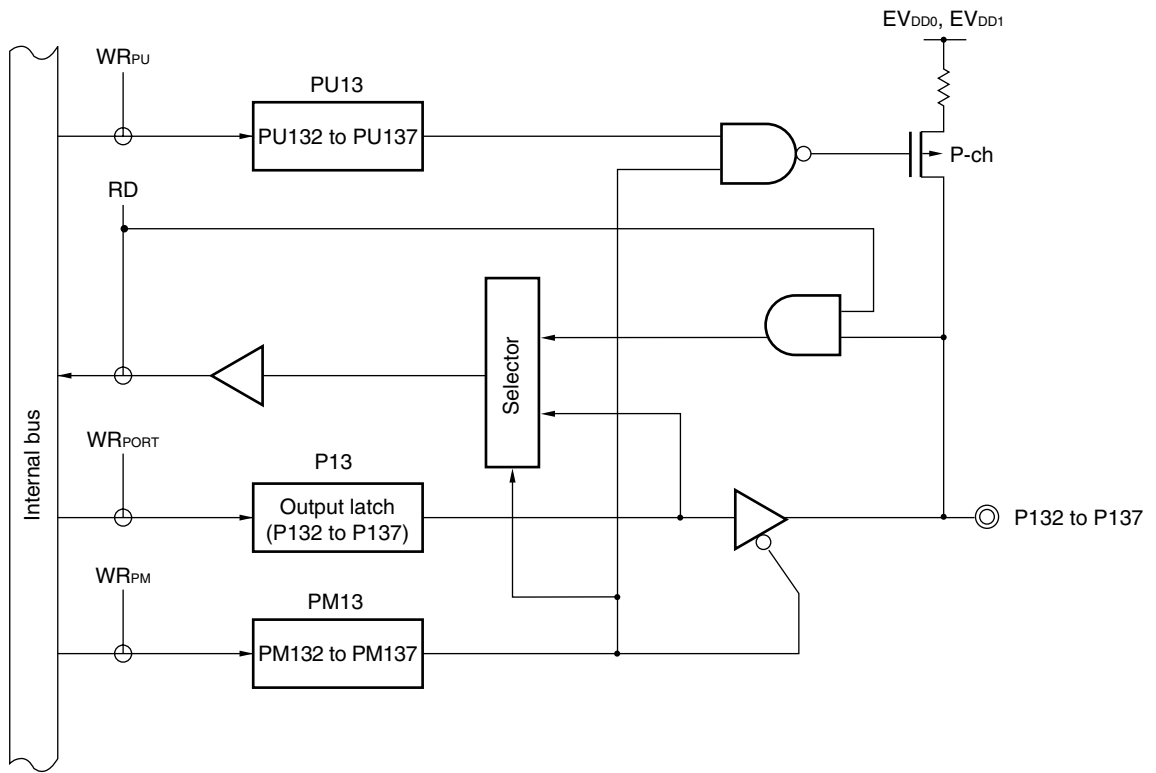 EVDD0, EVDD1
WRPU
PU13
PU132 to PU137
P-ch
RD
Selector
Internal bus
WRPORT
P13
Output latch
(P132 to P137)
P132 to P137
WRPM
PM13
PM132 to PM137